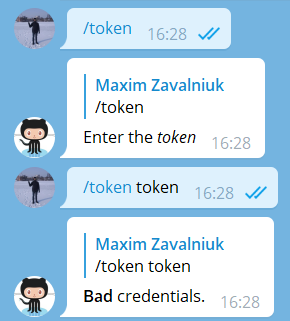 /token 16:28
Maxim Zavalniuk
/token
Enter the token 16:28
/token token 16:28
Maxim Zavalniuk
/token token
Bad credentials. 16:28